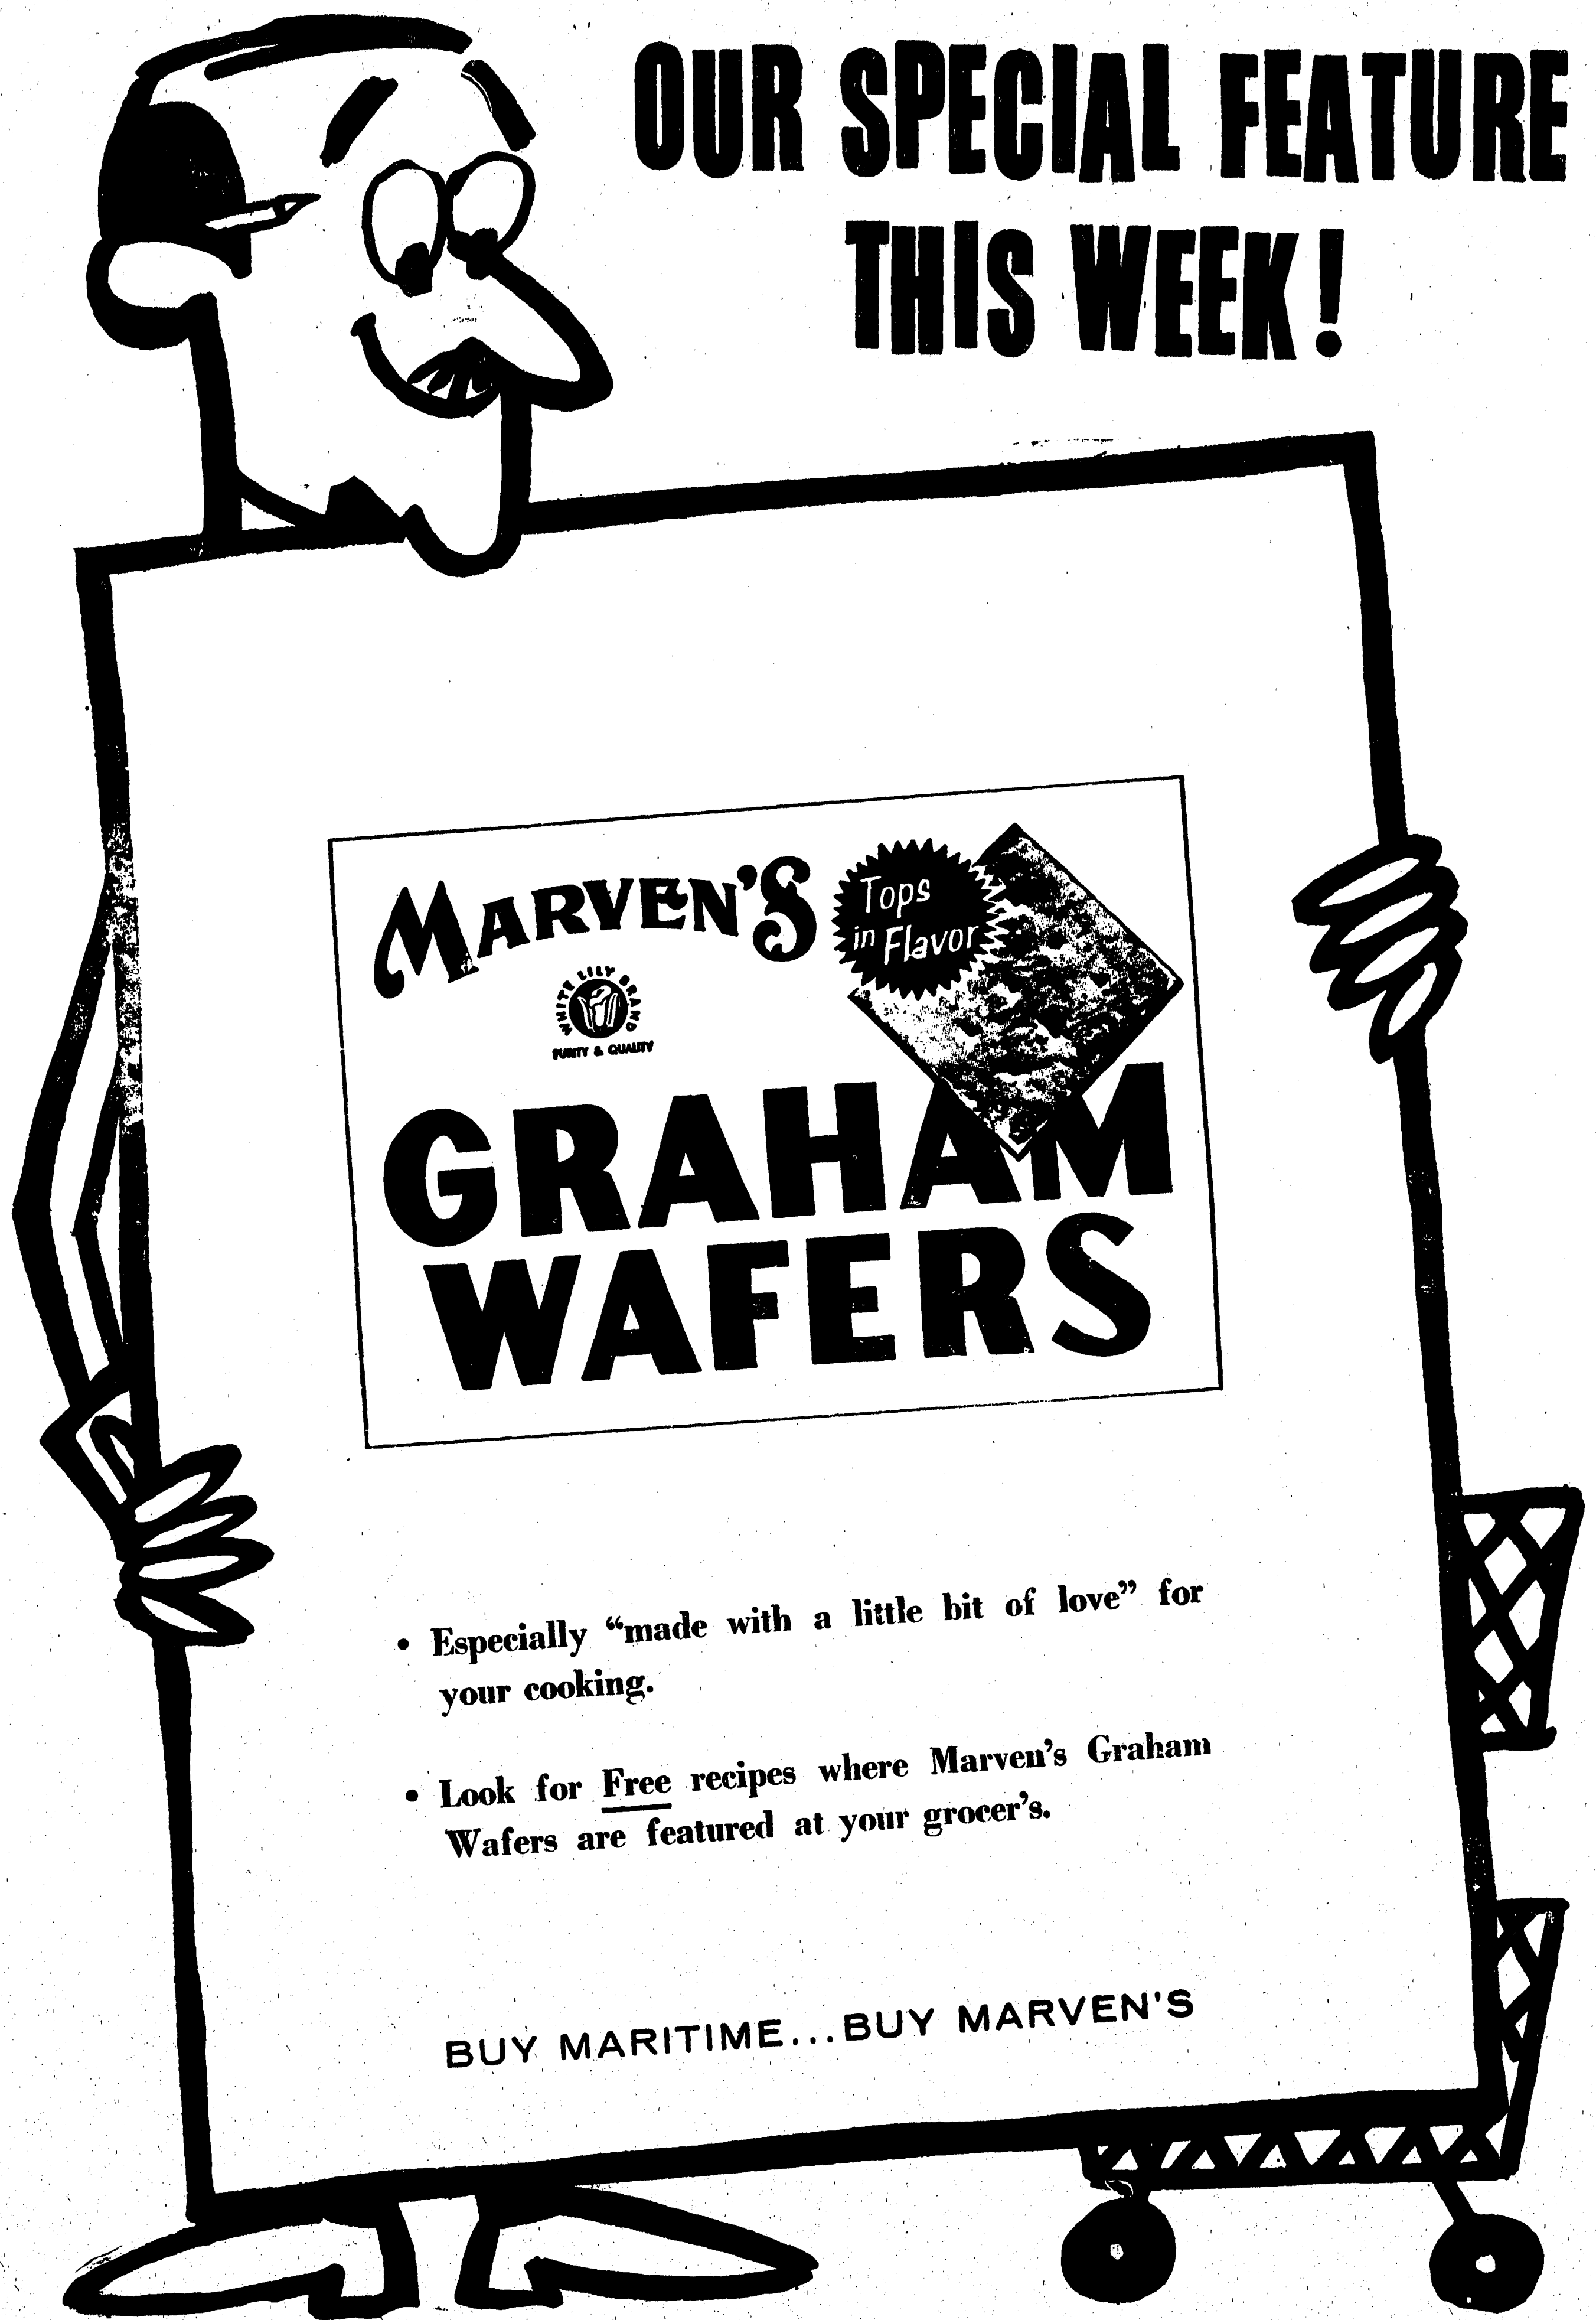 OUR SPECIAL FEATURE
THIS WEEK!
MARVEN'S
Tops
in Flavor
WHITE LILY BRAND
PURITY & QUALITY
GRAHAM
WAFERS
• Especially “made with a little bit of love” for
your cooking.
• Look for Free recipes where Marven's Graham
Wafers are featured at your grocer's.
BUY MARITIME...BUY MARVEN'S